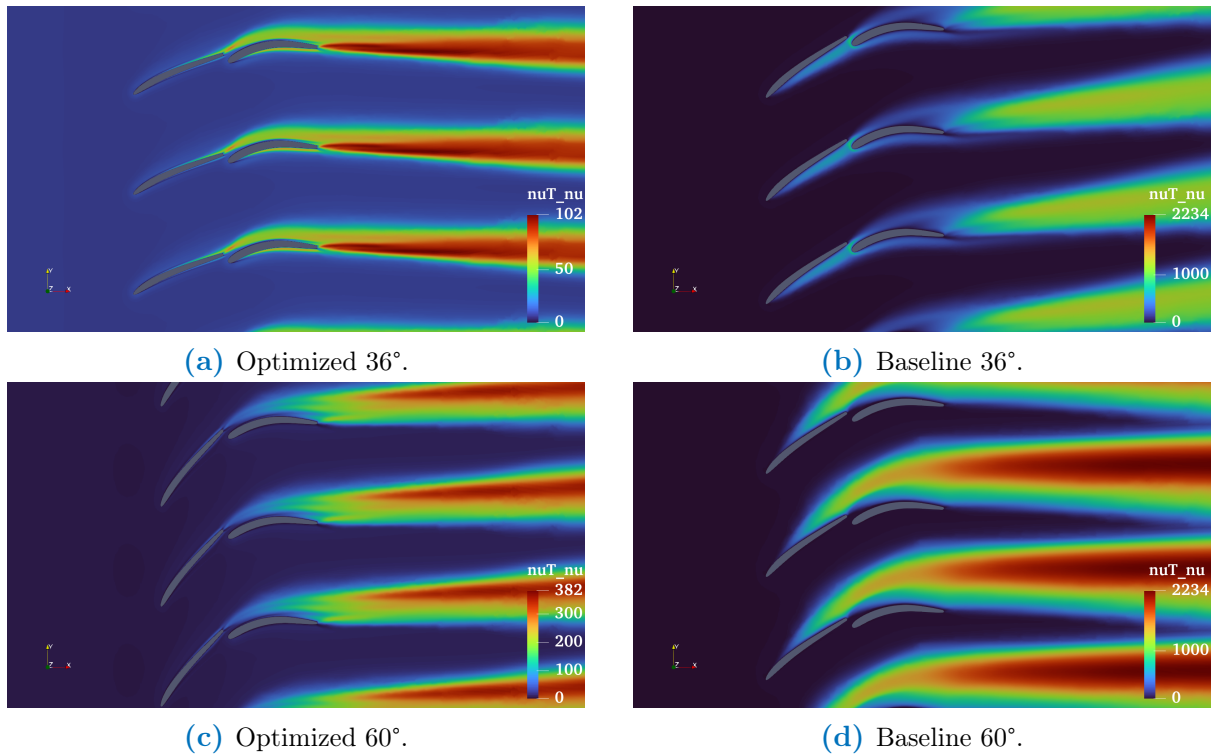 nuT_nu
102
50
0
Y
Z
X
(a) Optimized 36°.
nuT_nu
2234
1000
0
Y
Z
X
(b) Baseline 36°.
nuT_nu
382
300
200
100
0
Y
Z
X
(c) Optimized 60°.
nuT_nu
2234
1000
0
Y
Z
X
(d) Baseline 60°.